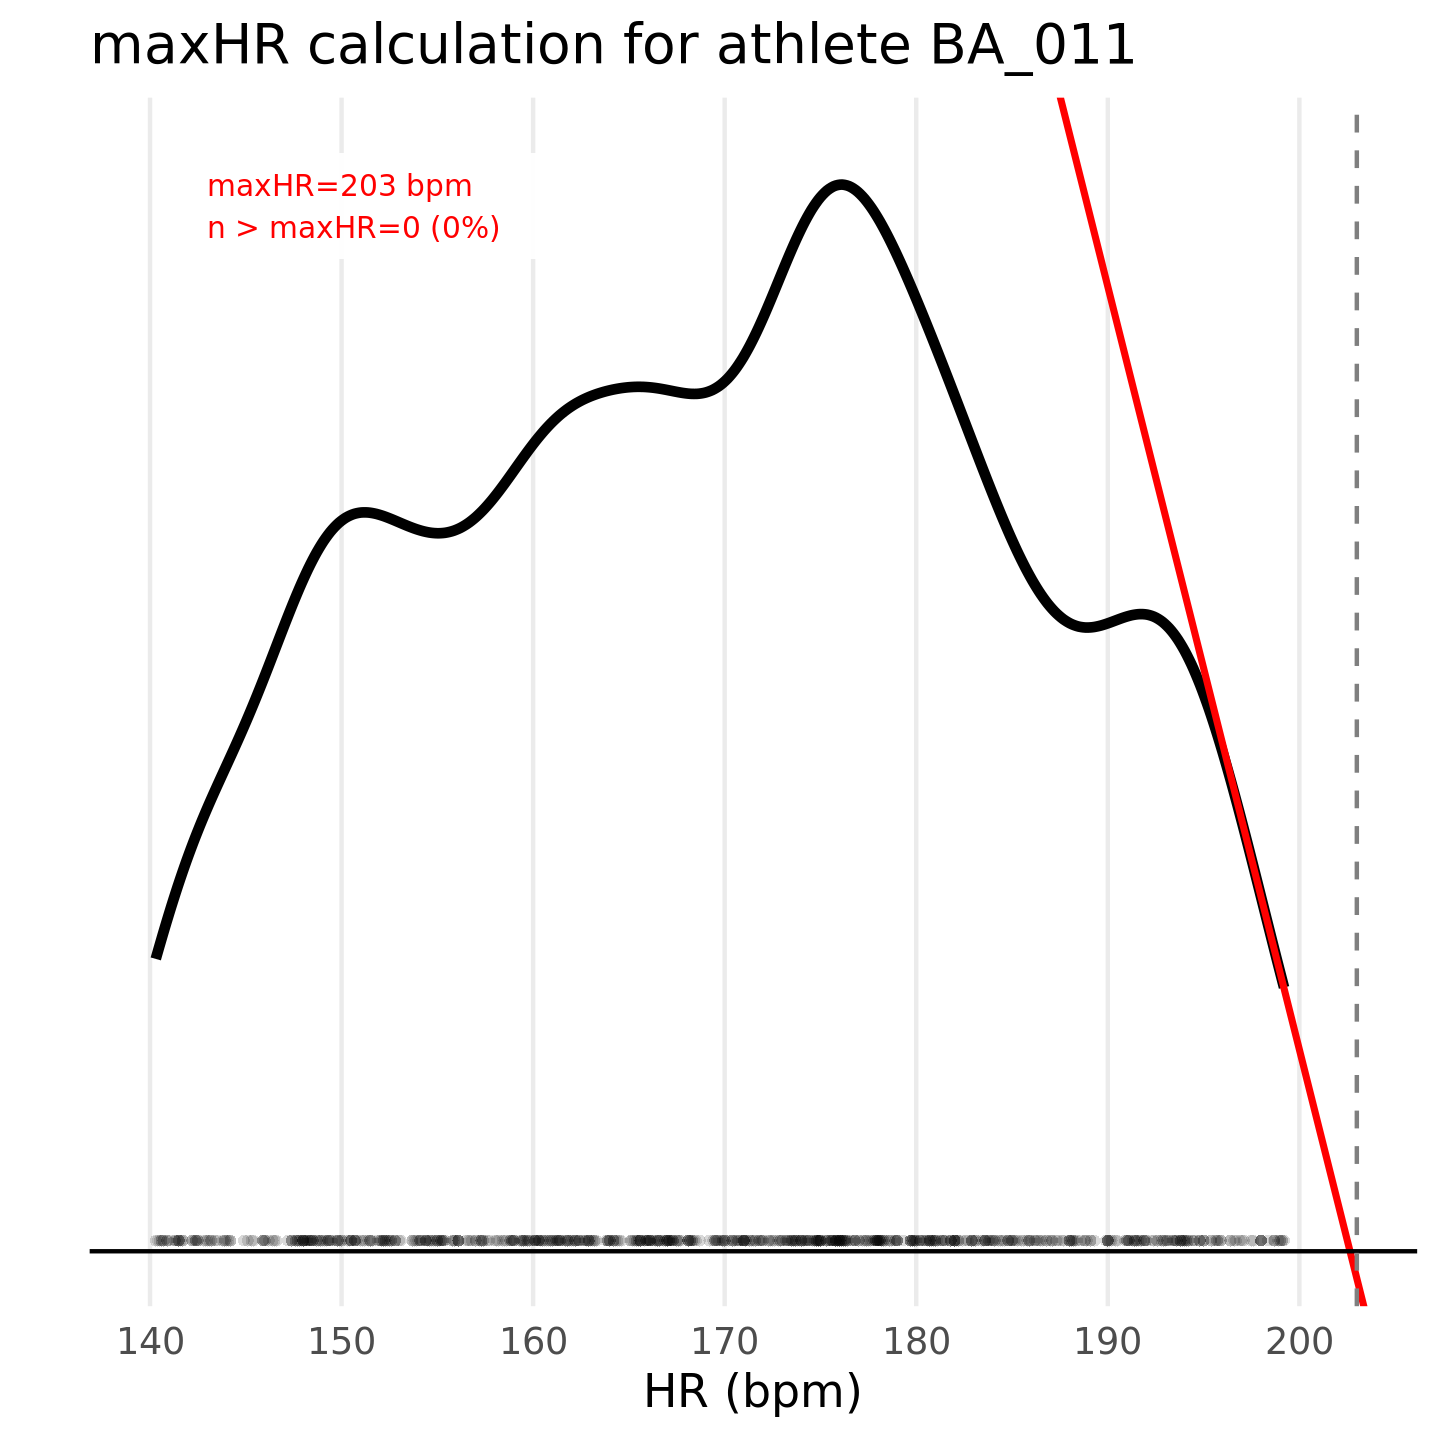 maxHR calculation for athlete BA_011
maxHR=203 bpm
n > maxHR=0 (0%)
140 150 160 170 180 190 200
HR (bpm)